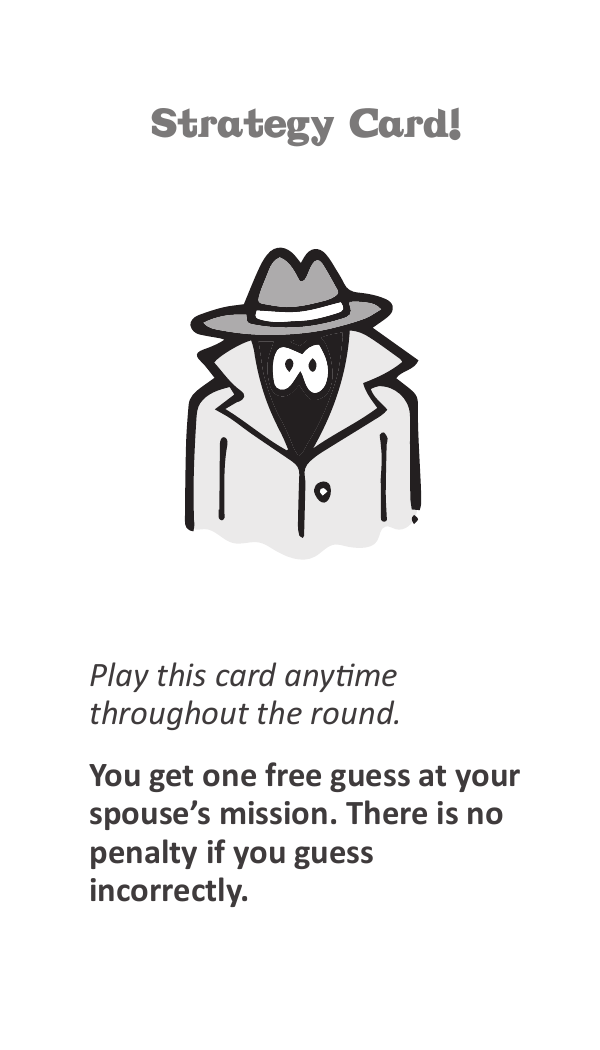 Strategy Card!
Play this card anytime
throughout the round.
You get one free guess at your
spouse’s mission. There is no
penalty if you guess
incorrectly.